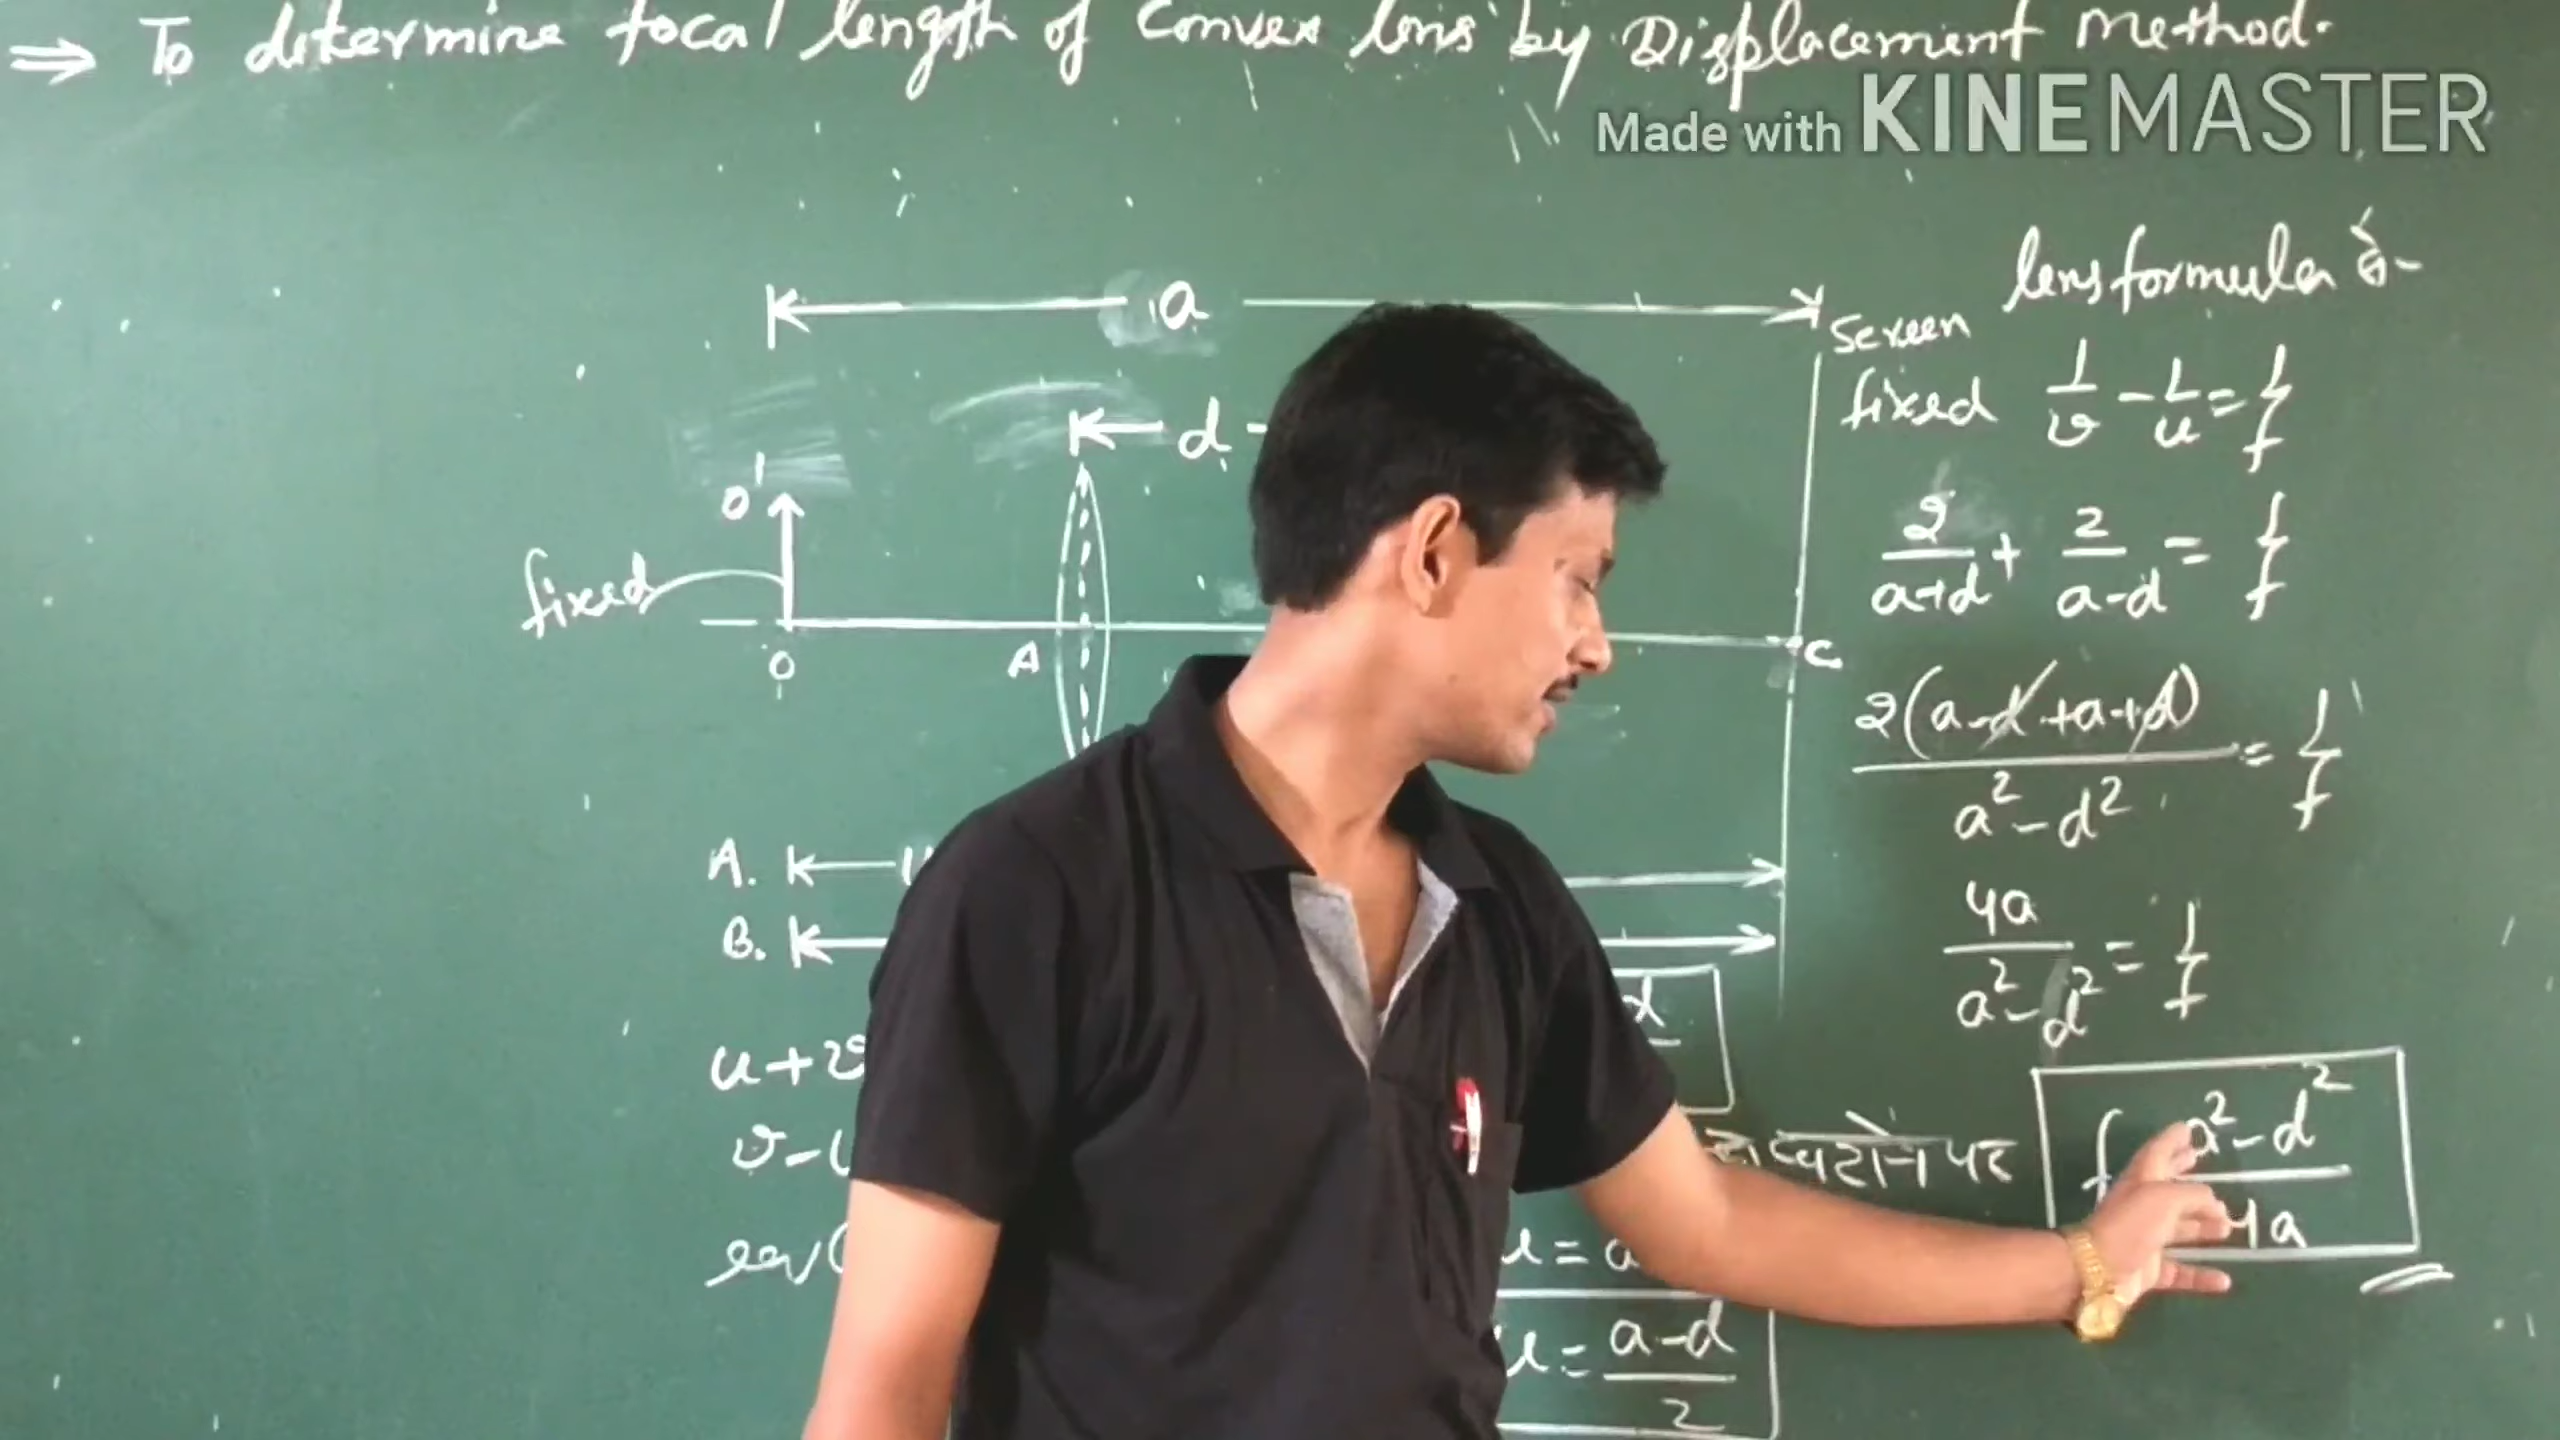 ⇒ To determine focal length of Convex lens by Displacement Method.
Made with KINEMASTER
lens formula :-
a
Screen
fixed
1/v - 1/u = 1/f
d
O'
2/(a+d) + 2/(a-d) = 1/f
fixed
O
A
C
2(a-d+a+d)/(a²-d²) = 1/f
A.
B.
4a/(a²-d²) = 1/f
u+v
v-
f a²-d²/4a
पर
u = a-d/2